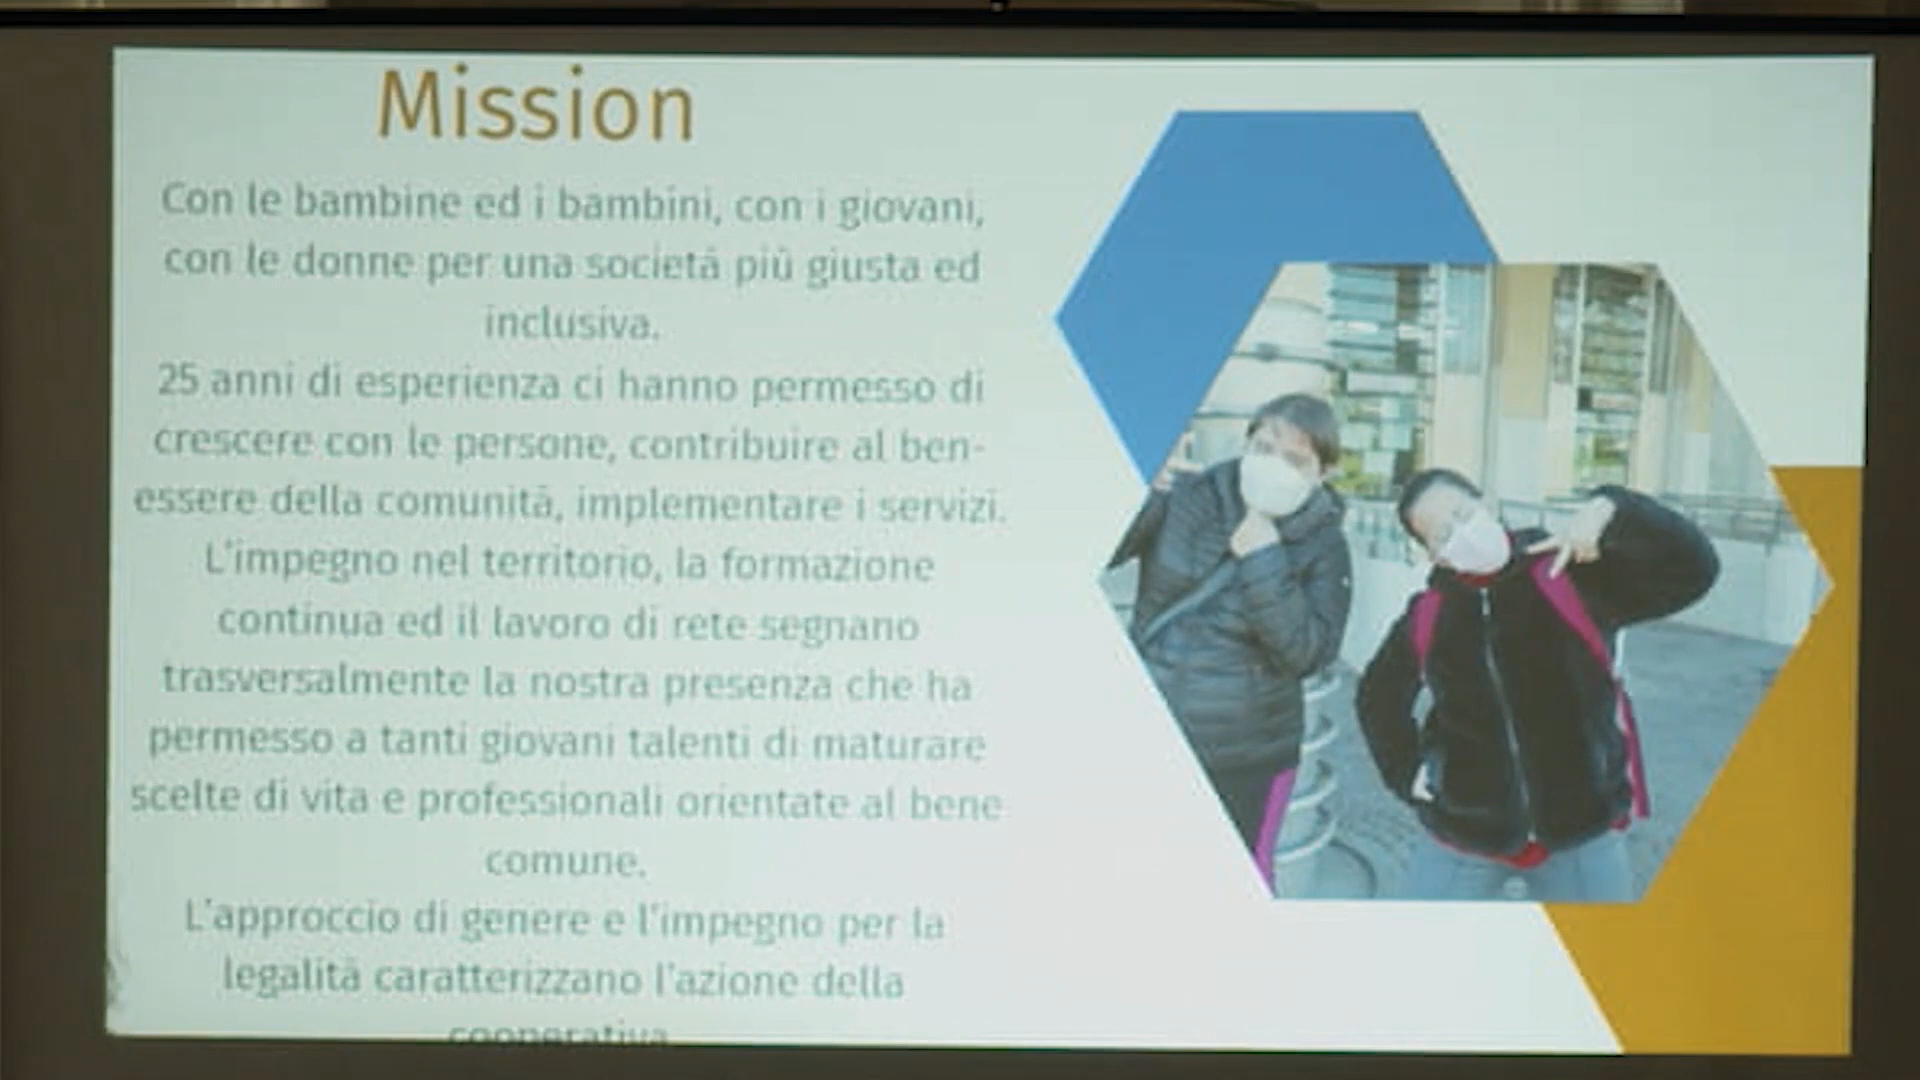 Mission
Con le bambine ed i bambini, con i giovani,
con le donne per una società più giusta ed
inclusiva.
25 anni di esperienza ci hanno permesso di
crescere con le persone, contribuire al ben-
essere della comunità, implementare i servizi.
L'impegno nel territorio, la formazione
continua ed il lavoro di rete segnano
trasversalmente la nostra presenza che ha
permesso a tanti giovani talenti di maturare
scelte di vita e professionali orientate al bene
comune.
L'approccio di genere e l'impegno per la
legalità caratterizzano l'azione della
cooperativa